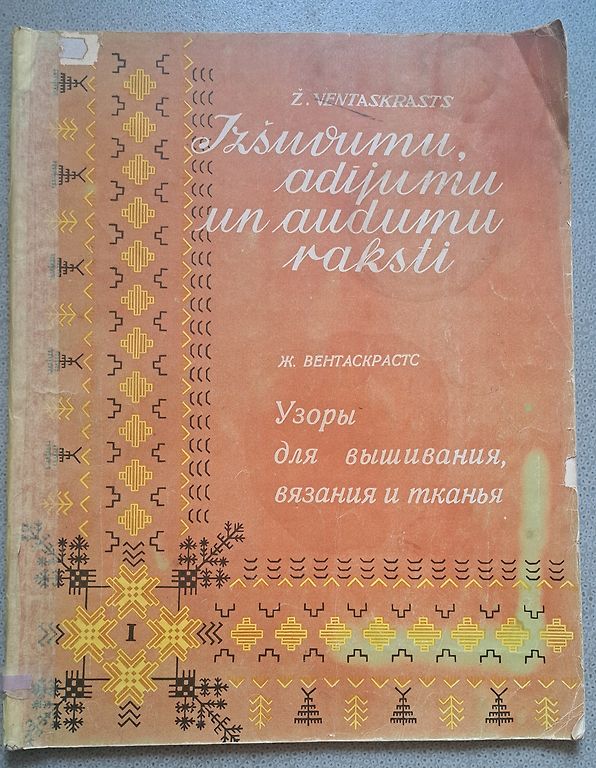 Ž. VENTASKRASTS
Izšuvumu,
adījumu
un audumu
raksti
Ж. ВЕНТАСКРАСТС
Узоры
для вышивания,
вязания и тканья
I